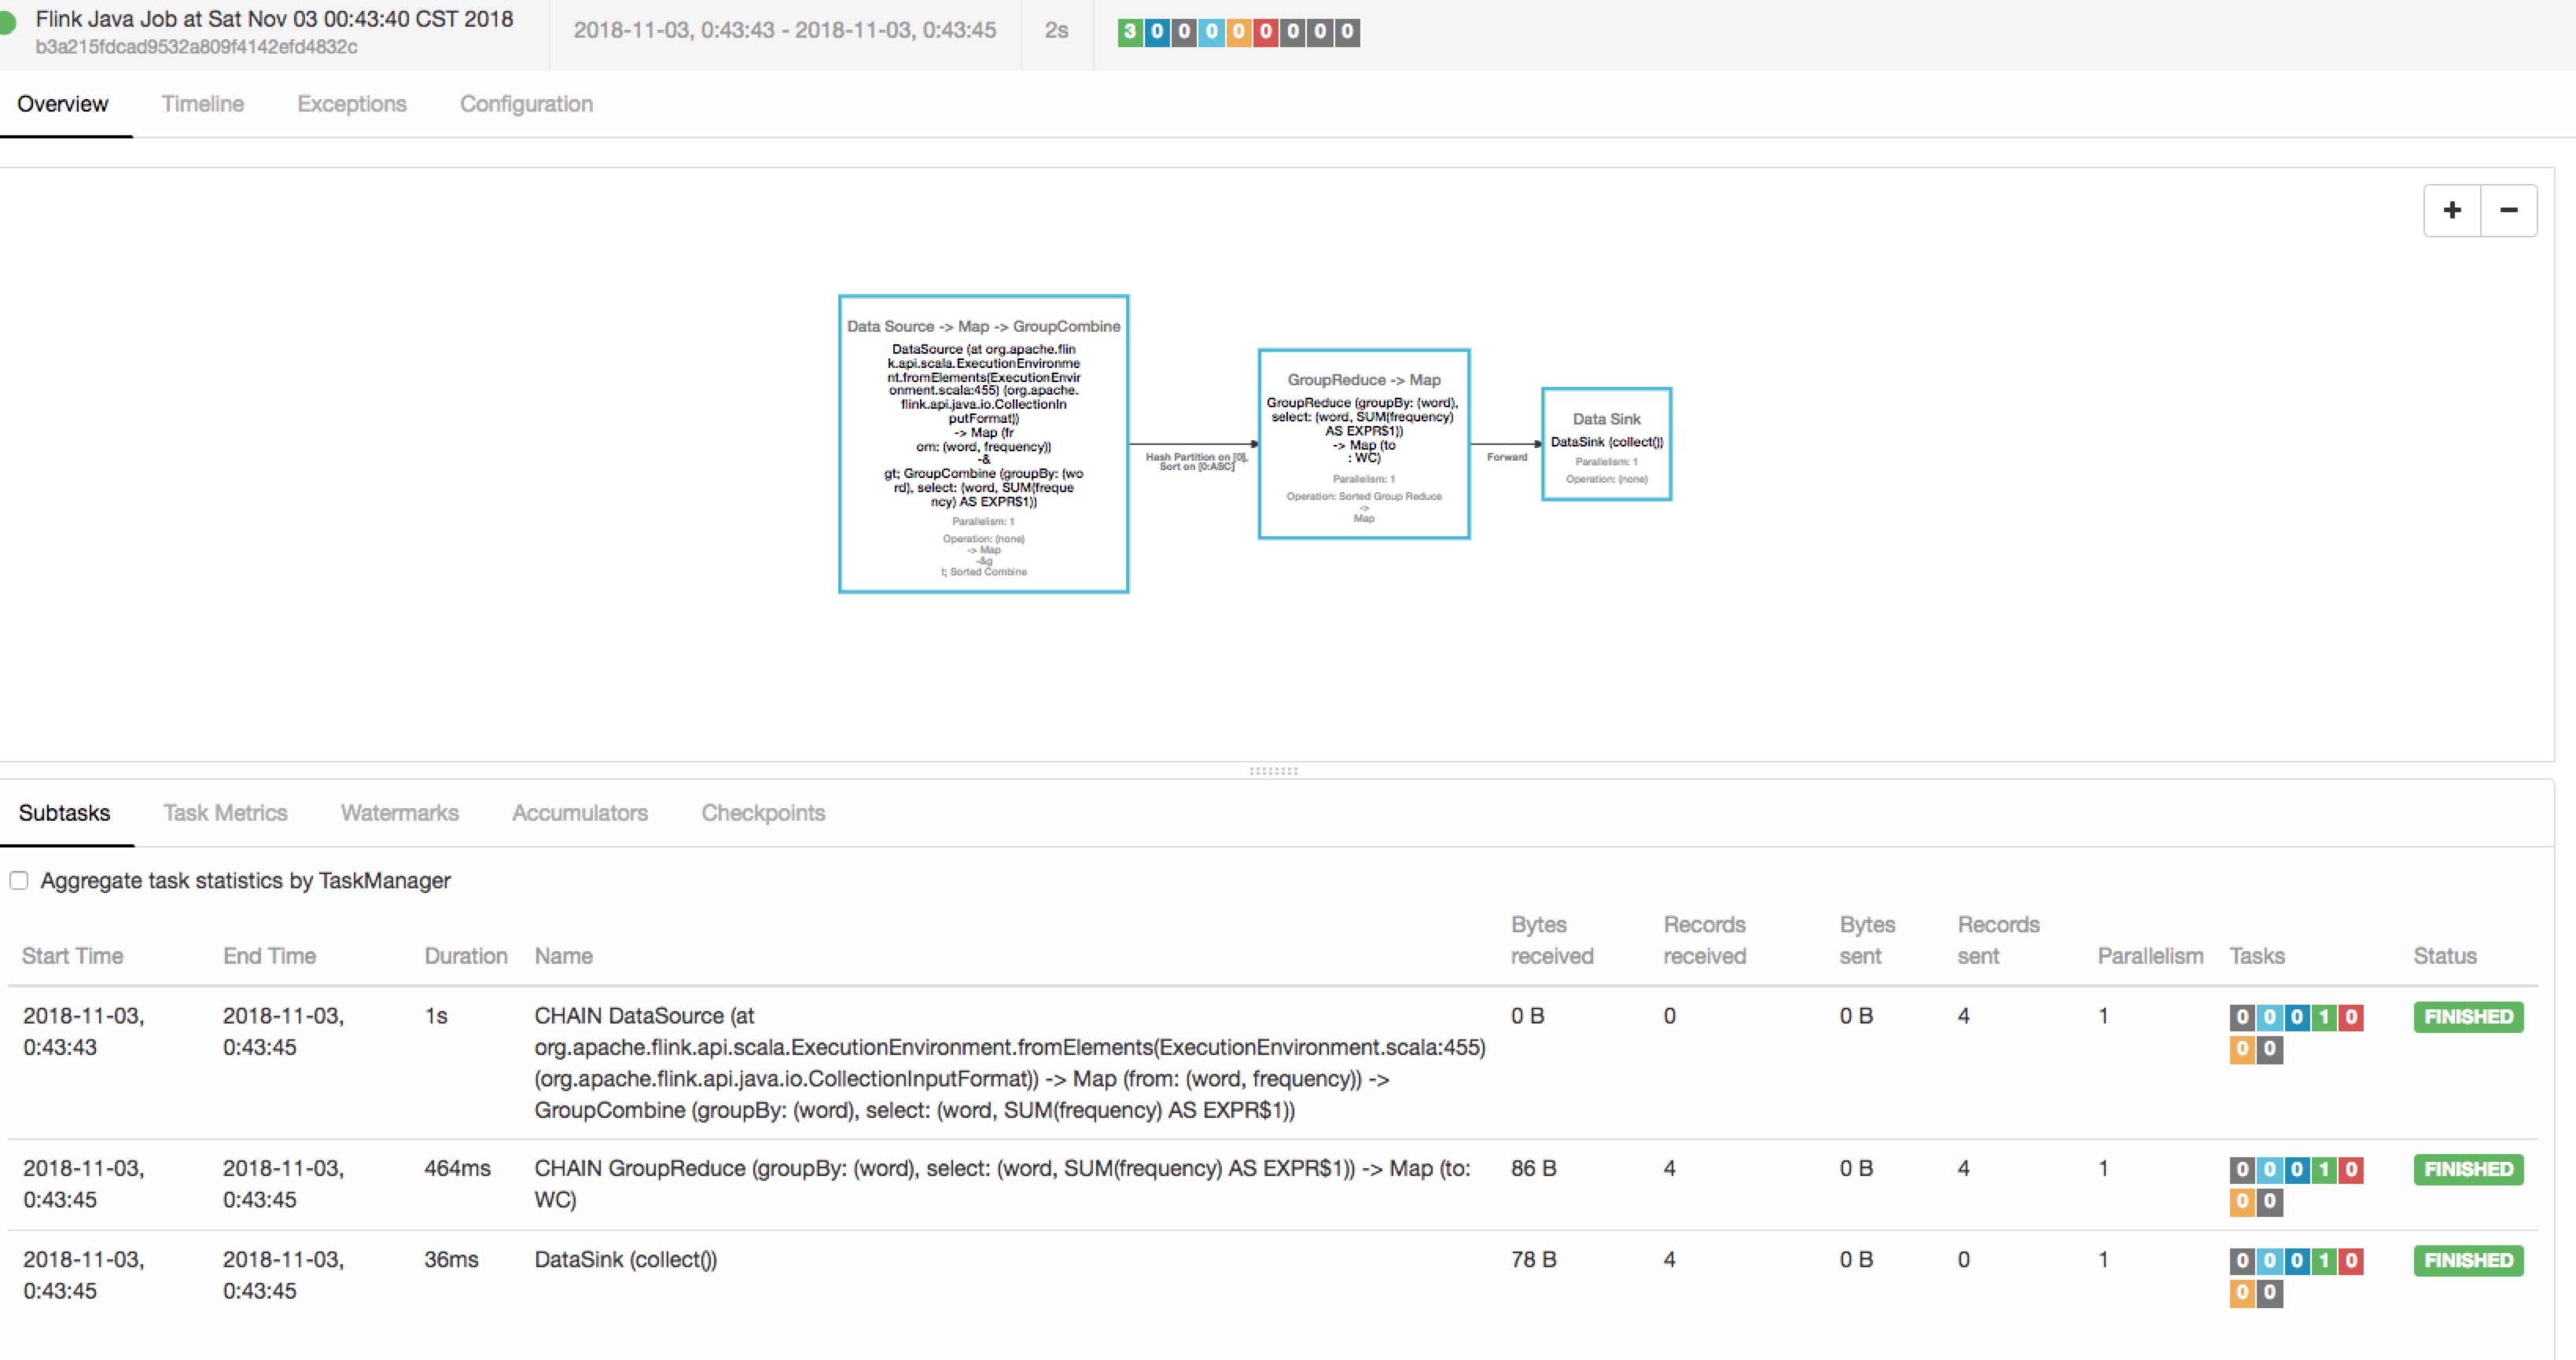 Flink Java Job at Sat Nov 03 00:43:40 CST 2018
b3a215fdcad9532a809f4142efd4832c
2018-11-03, 0:43:43 - 2018-11-03, 0:43:45
2s
3 0 0 0 0 0 0 0 0
Overview Timeline Exceptions Configuration
+ −
Data Source -> Map -> GroupCombine
DataSource (at org.apache.flin
k.api.scala.ExecutionEnvironme
nt.fromElements(ExecutionEnvir
onment.scala:455) (org.apache.
flink.api.java.io.CollectionIn
putFormat))
-> Map (fr
om: (word, frequency))
-&
gt; GroupCombine (groupBy: (wo
rd), select: (word, SUM(freque
ncy) AS EXPR$1))
Parallelism: 1
Operation: (none)
-> Map
-&g
t; Sorted Combine
Hash Partition on [0],
Sort on [0:ASC]
GroupReduce -> Map
GroupReduce (groupBy: (word),
select: (word, SUM(frequency)
AS EXPR$1))
-> Map (to
: WC)
Parallelism: 1
Operation: Sorted Group Reduce
->
Map
Forward
Data Sink
DataSink (collect())
Parallelism: 1
Operation: (none)
Subtasks Task Metrics Watermarks Accumulators Checkpoints
Aggregate task statistics by TaskManager
Start Time End Time Duration Name Bytes received Records received Bytes sent Records sent Parallelism Tasks Status
2018-11-03, 2018-11-03, 1s CHAIN DataSource (at 0 B 0 0 B 4 1 0 0 0 1 0 FINISHED
0:43:43 0:43:45 org.apache.flink.api.scala.ExecutionEnvironment.fromElements(ExecutionEnvironment.scala:455) 0 0
(org.apache.flink.api.java.io.CollectionInputFormat)) -> Map (from: (word, frequency)) ->
GroupCombine (groupBy: (word), select: (word, SUM(frequency) AS EXPR$1))
2018-11-03, 2018-11-03, 464ms CHAIN GroupReduce (groupBy: (word), select: (word, SUM(frequency) AS EXPR$1)) -> Map (to: 86 B 4 0 B 4 1 0 0 0 1 0 FINISHED
0:43:45 0:43:45 WC) 0 0
2018-11-03, 2018-11-03, 36ms DataSink (collect()) 78 B 4 0 B 0 1 0 0 0 1 0 FINISHED
0:43:45 0:43:45 0 0